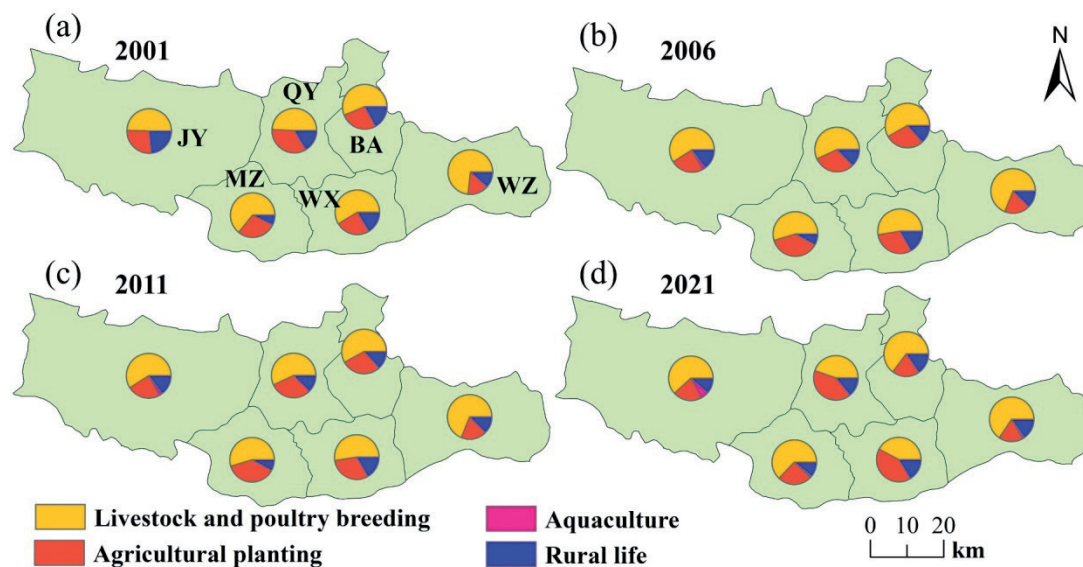 (a)
2001
QY
JY
BA
MZ
WX
WZ
(b)
2006
N
(c)
2011
(d)
2021
Livestock and poultry breeding
Agricultural planting
Aquaculture
Rural life
0 10 20
km